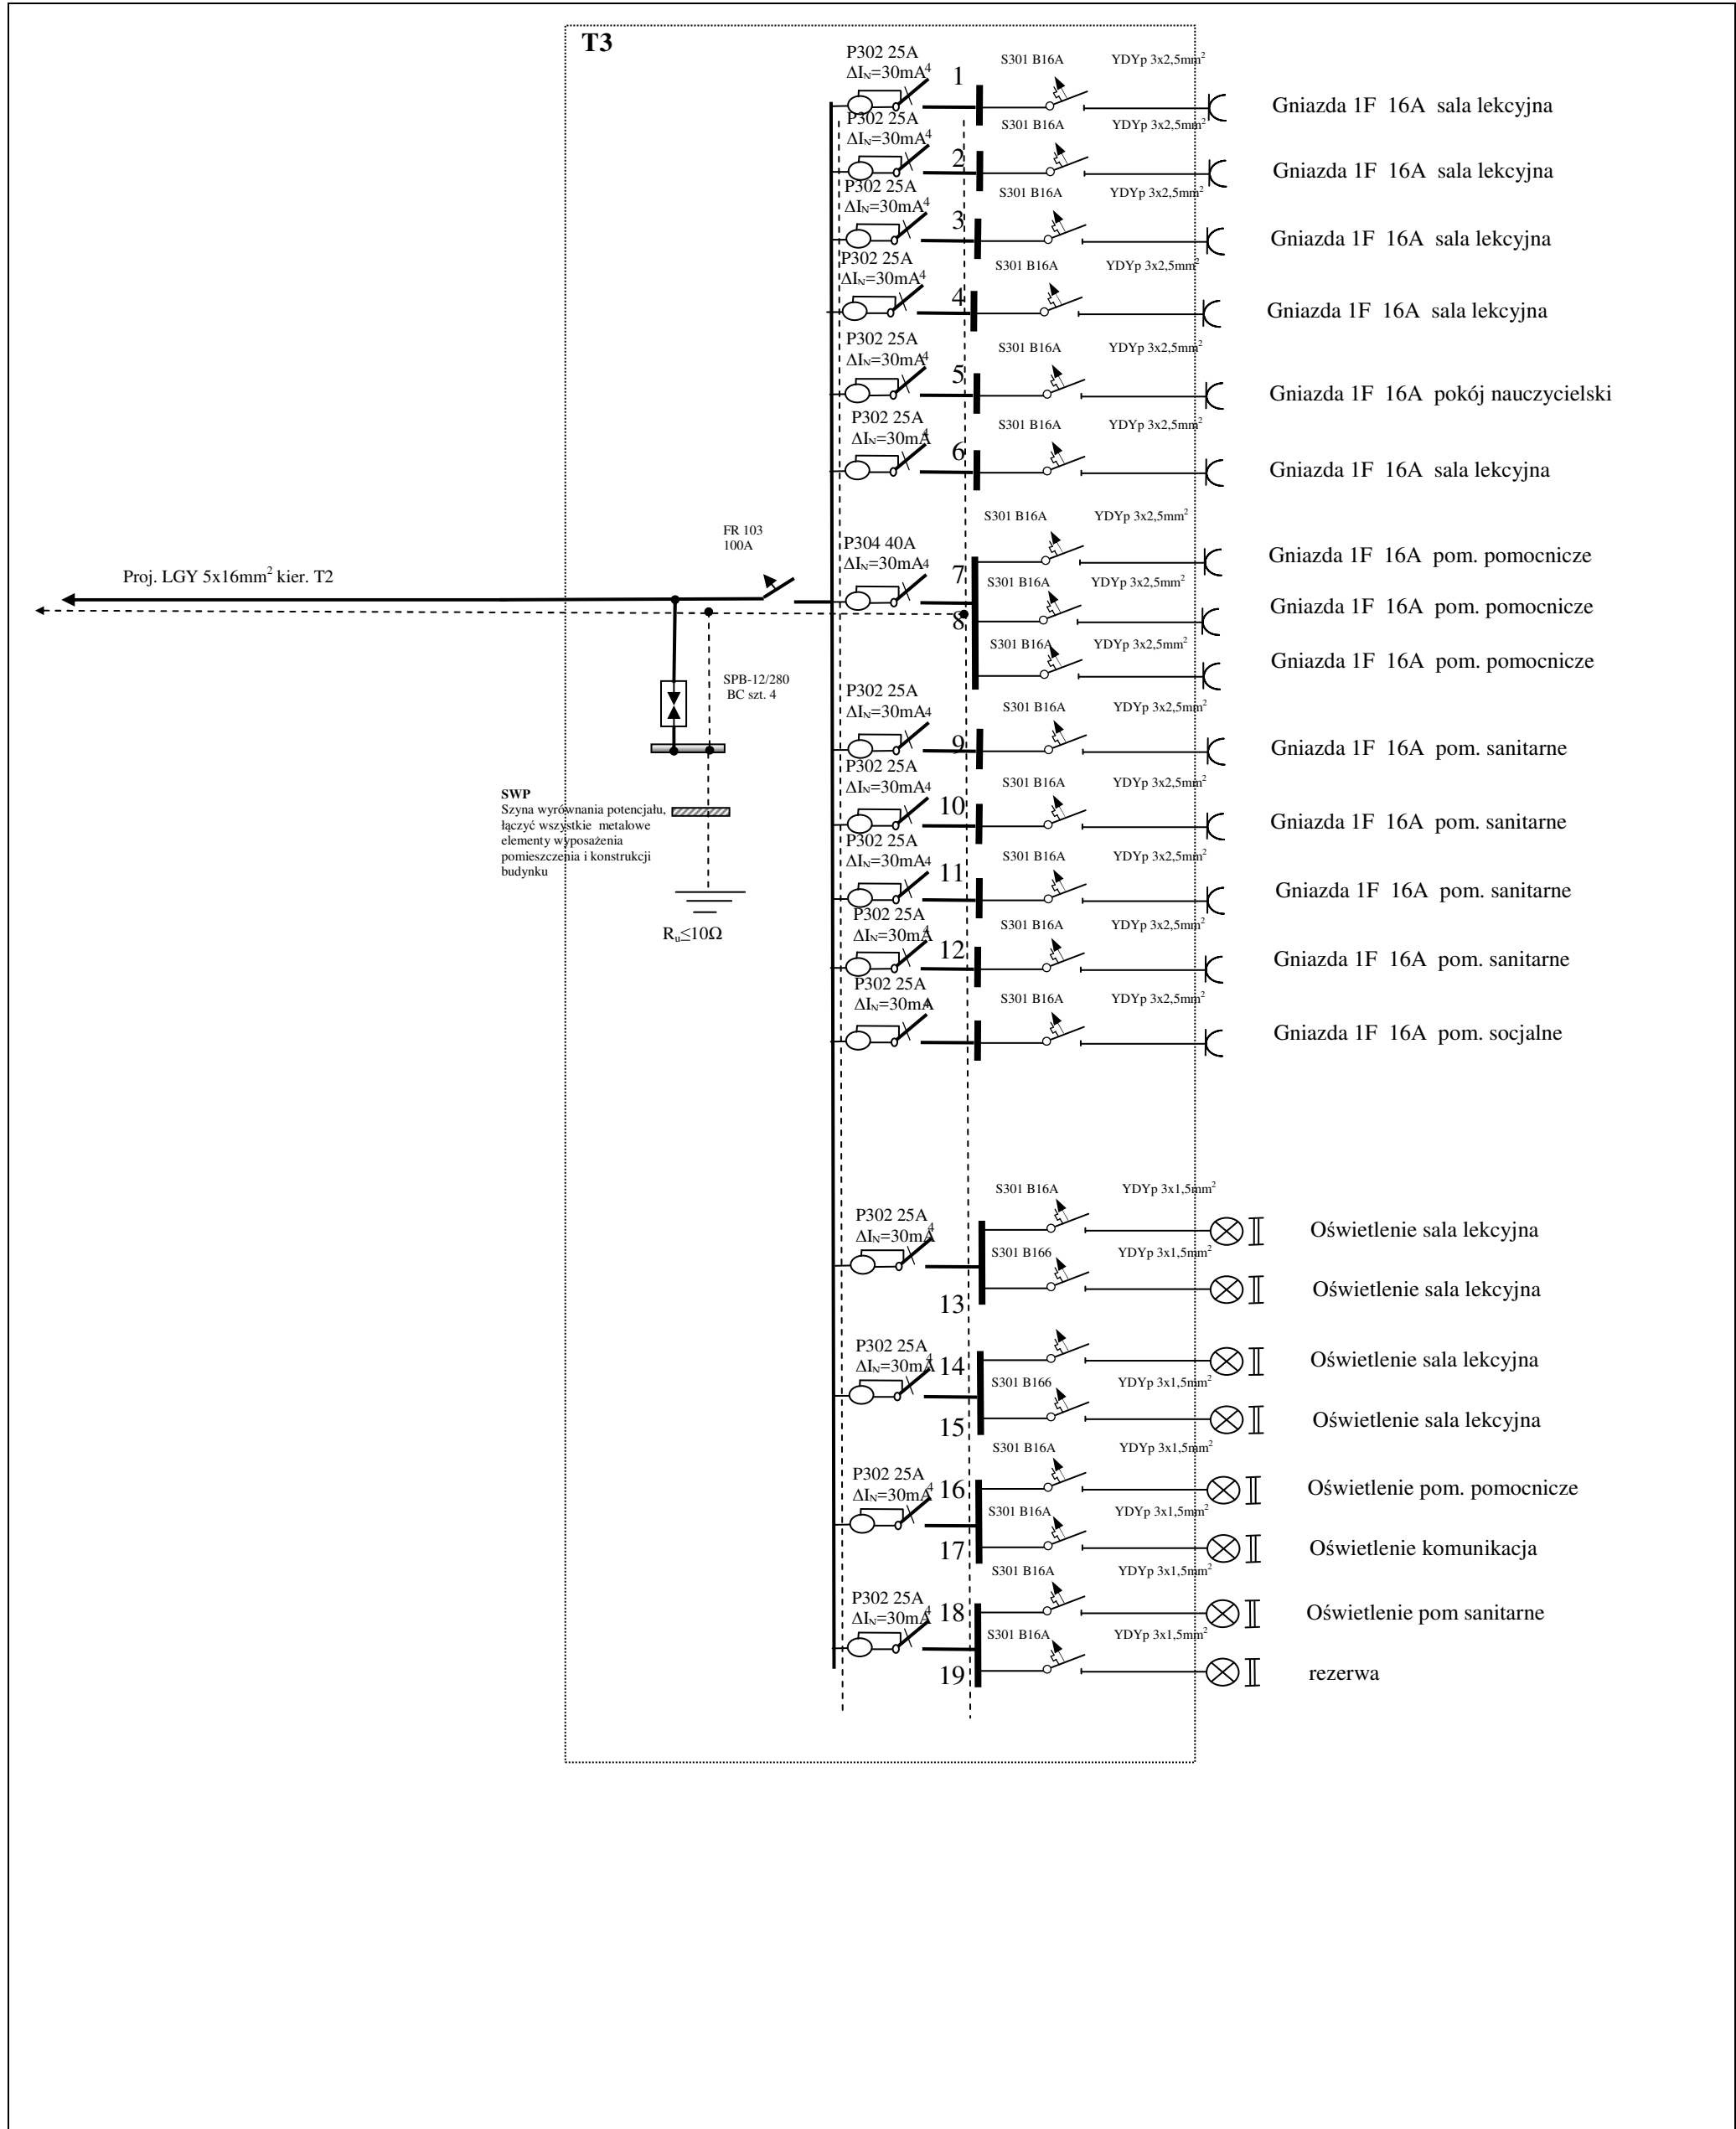 T3
P302 25A
ΔIN=30mA 4
1
S301 B16A
YDYp 3x2,5mm²
Gniazda 1F 16A sala lekcyjna
P302 25A
ΔIN=30mA 4
2
S301 B16A
YDYp 3x2,5mm²
Gniazda 1F 16A sala lekcyjna
P302 25A
ΔIN=30mA 4
3
S301 B16A
YDYp 3x2,5mm²
Gniazda 1F 16A sala lekcyjna
P302 25A
ΔIN=30mA 4
4
S301 B16A
YDYp 3x2,5mm²
Gniazda 1F 16A sala lekcyjna
P302 25A
ΔIN=30mA 4
5
S301 B16A
YDYp 3x2,5mm²
Gniazda 1F 16A pokój nauczycielski
P302 25A
ΔIN=30mA 4
6
S301 B16A
YDYp 3x2,5mm²
Gniazda 1F 16A sala lekcyjna
FR 103
100A
Proj. LGY 5x16mm² kier. T2
P304 40A
ΔIN=30mA 4
7
S301 B16A
YDYp 3x2,5mm²
Gniazda 1F 16A pom. pomocnicze
8
S301 B16A
YDYp 3x2,5mm²
Gniazda 1F 16A pom. pomocnicze
S301 B16A
YDYp 3x2,5mm²
Gniazda 1F 16A pom. pomocnicze
SPB-12/280
BC szt. 4
SWP
Szyna wyrównania potencjału,
łączyć wszystkie metalowe
elementy wyposażenia
pomieszczenia i konstrukcji
budynku
Ru≤10Ω
P302 25A
ΔIN=30mA 4
9
S301 B16A
YDYp 3x2,5mm²
Gniazda 1F 16A pom. sanitarne
P302 25A
ΔIN=30mA 4
10
S301 B16A
YDYp 3x2,5mm²
Gniazda 1F 16A pom. sanitarne
P302 25A
ΔIN=30mA 4
11
S301 B16A
YDYp 3x2,5mm²
Gniazda 1F 16A pom. sanitarne
P302 25A
ΔIN=30mA 4
12
S301 B16A
YDYp 3x2,5mm²
Gniazda 1F 16A pom. sanitarne
P302 25A
ΔIN=30mA 4
S301 B16A
YDYp 3x2,5mm²
Gniazda 1F 16A pom. socjalne
P302 25A
ΔIN=30mA 4
S301 B16A
YDYp 3x1,5mm²
Oświetlenie sala lekcyjna
13
S301 B166
YDYp 3x1,5mm²
Oświetlenie sala lekcyjna
P302 25A
ΔIN=30mA 4
14
Oświetlenie sala lekcyjna
15
S301 B166
YDYp 3x1,5mm²
Oświetlenie sala lekcyjna
P302 25A
ΔIN=30mA 4
16
S301 B16A
YDYp 3x1,5mm²
Oświetlenie pom. pomocnicze
17
S301 B16A
YDYp 3x1,5mm²
Oświetlenie komunikacja
P302 25A
ΔIN=30mA 4
18
S301 B16A
YDYp 3x1,5mm²
Oświetlenie pom sanitarne
19
S301 B16A
YDYp 3x1,5mm²
rezerwa